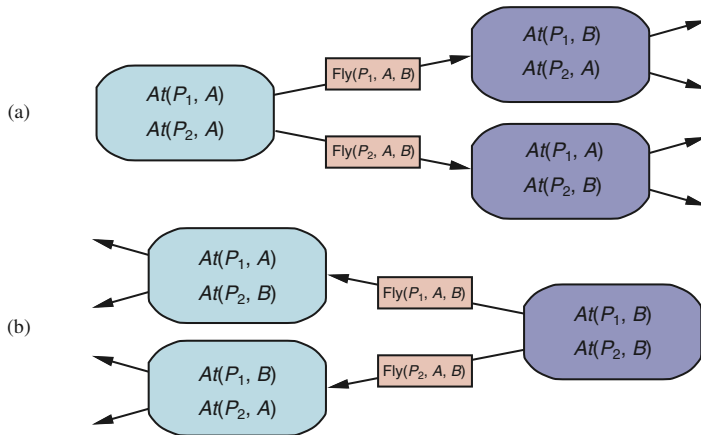 (a)
At(P₁, A)
At(P₂, A)
Fly(P₁, A, B)
Fly(P₂, A, B)
At(P₁, B)
At(P₂, A)
At(P₁, A)
At(P₂, B)
(b)
At(P₁, A)
At(P₂, B)
At(P₁, B)
At(P₂, A)
Fly(P₁, A, B)
Fly(P₂, A, B)
At(P₁, B)
At(P₂, B)